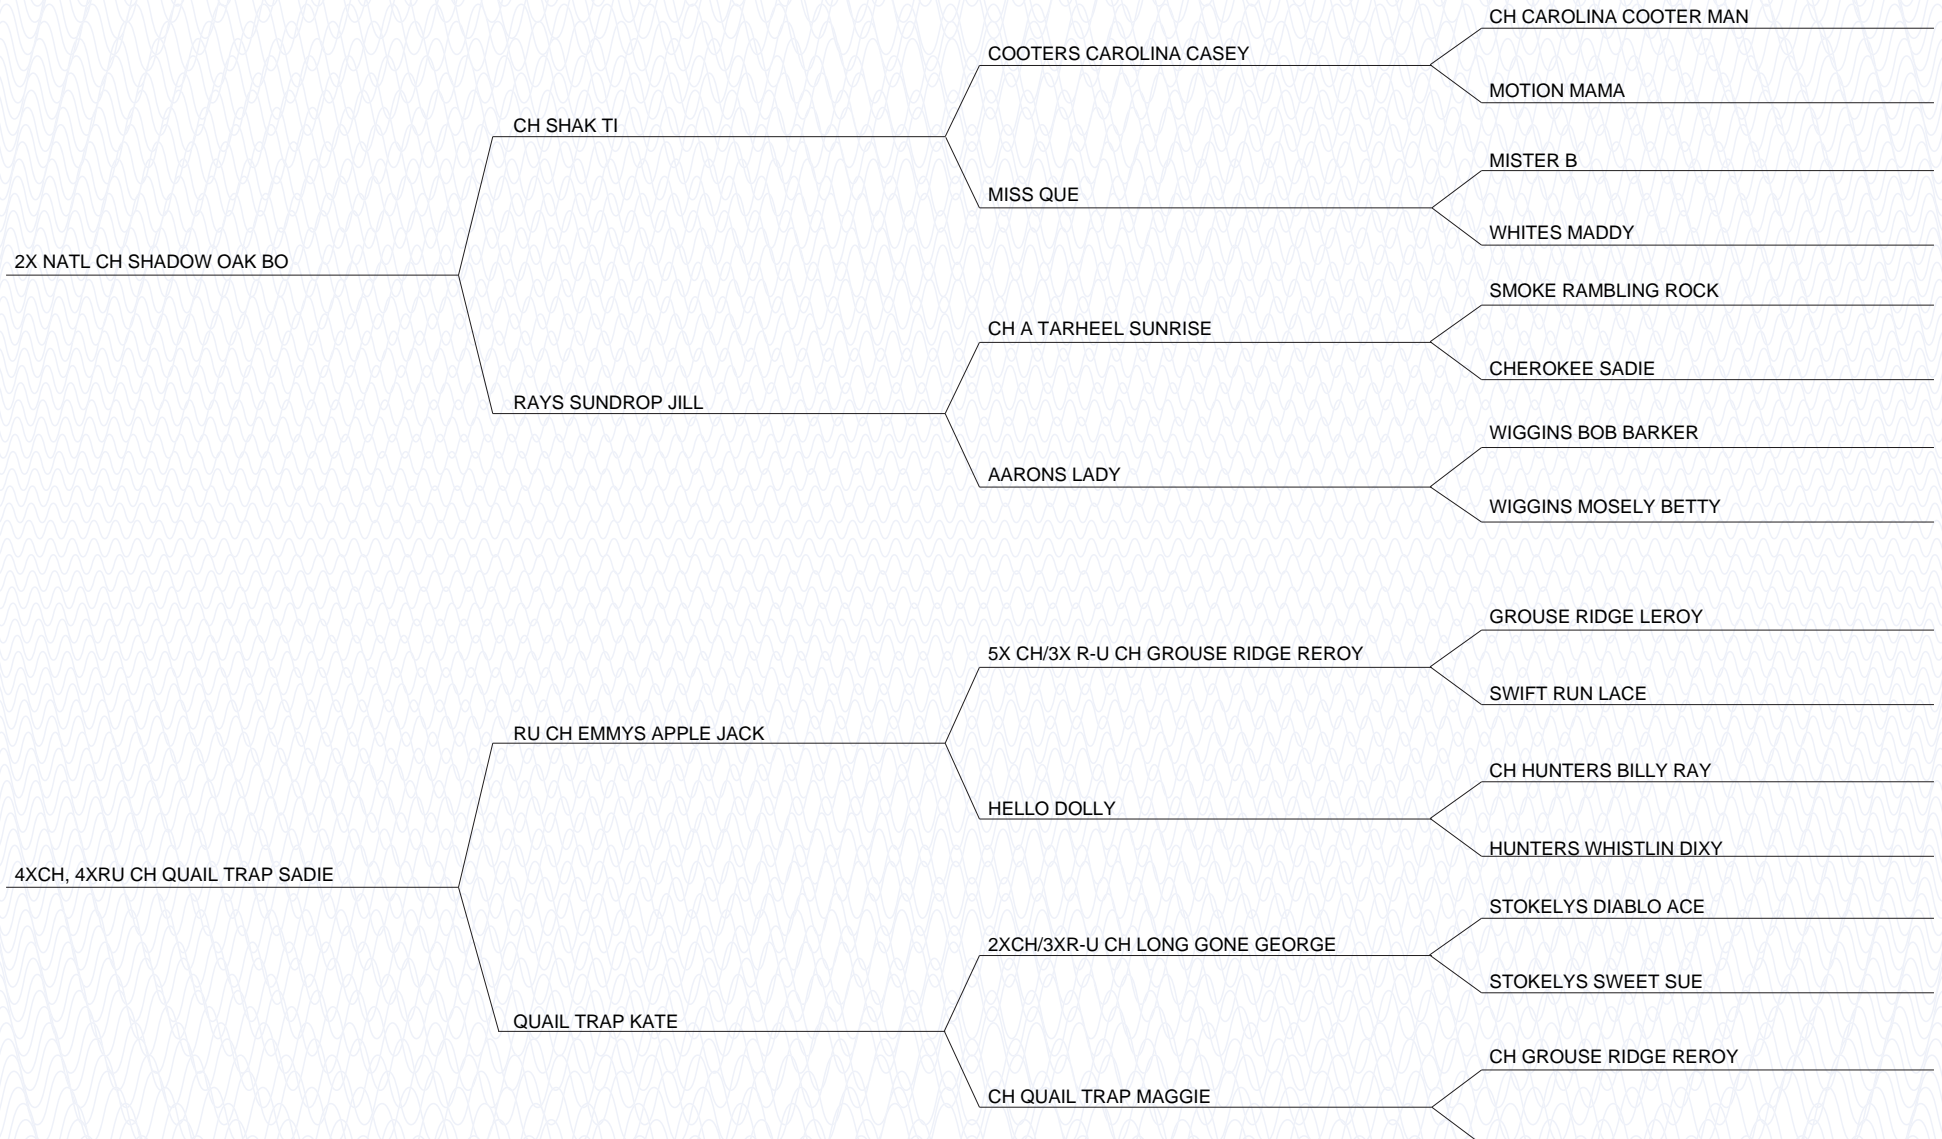 CH CAROLINA COOTER MAN
COOTERS CAROLINA CASEY
MOTION MAMA
CH SHAK TI
MISTER B
MISS QUE
WHITES MADDY
2X NATL CH SHADOW OAK BO
SMOKE RAMBLING ROCK
CH A TARHEEL SUNRISE
CHEROKEE SADIE
RAYS SUNDROP JILL
WIGGINS BOB BARKER
AARONS LADY
WIGGINS MOSELY BETTY
GROUSE RIDGE LEROY
5X CH/3X R-U CH GROUSE RIDGE REROY
SWIFT RUN LACE
RU CH EMMYS APPLE JACK
CH HUNTERS BILLY RAY
HELLO DOLLY
HUNTERS WHISTLIN DIXY
4XCH, 4XRU CH QUAIL TRAP SADIE
STOKELYS DIABLO ACE
2XCH/3XR-U CH LONG GONE GEORGE
STOKELYS SWEET SUE
QUAIL TRAP KATE
CH GROUSE RIDGE REROY
CH QUAIL TRAP MAGGIE